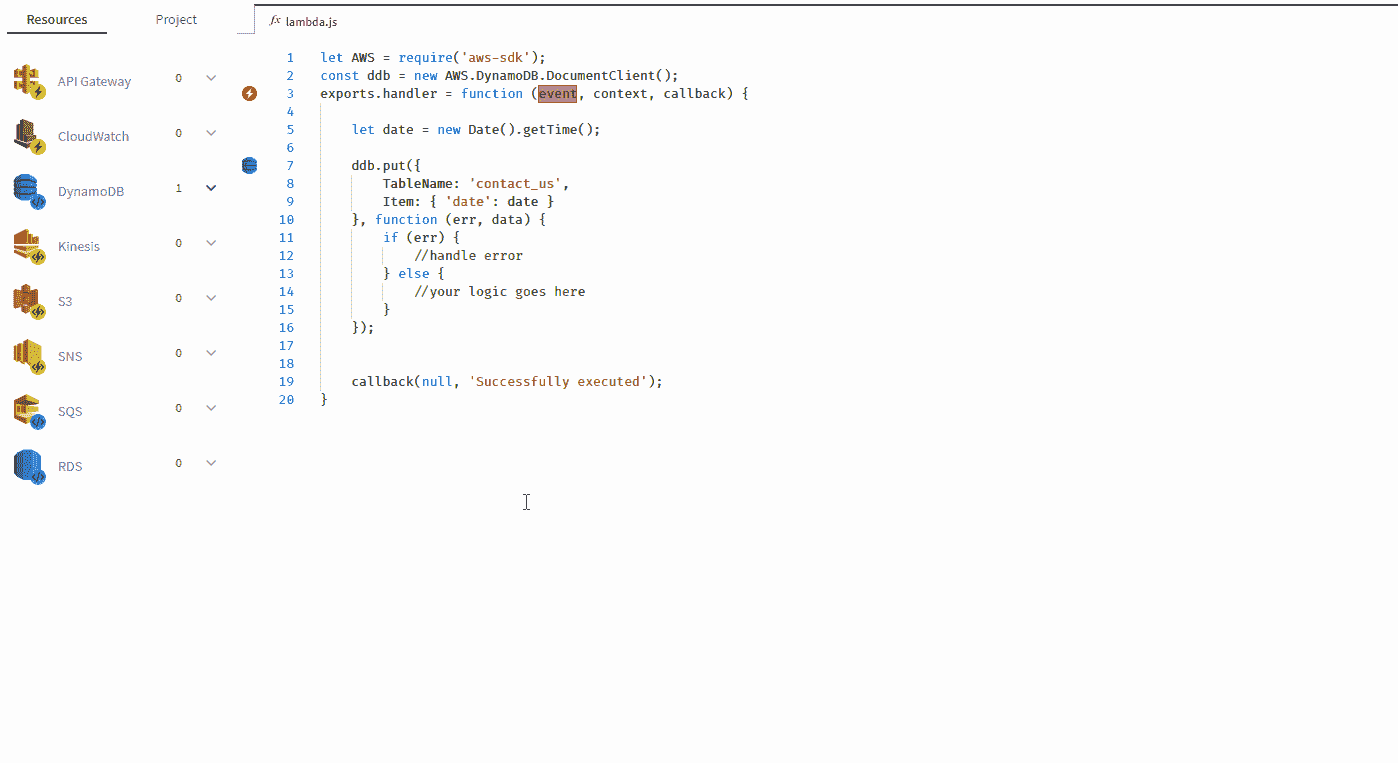 Resources Project
fx lambda.js
API Gateway 0
CloudWatch 0
DynamoDB 1
Kinesis 0
S3 0
SNS 0
SQS 0
RDS 0
1 let AWS = require('aws-sdk');
2 const ddb = new AWS.DynamoDB.DocumentClient();
3 exports.handler = function (event, context, callback) {
4
5 let date = new Date().getTime();
6
7 ddb.put({
8 TableName: 'contact_us',
9 Item: { 'date': date }
10 }, function (err, data) {
11 if (err) {
12 //handle error
13 } else {
14 //your logic goes here
15 }
16 });
17
18
19 callback(null, 'Successfully executed');
20 }